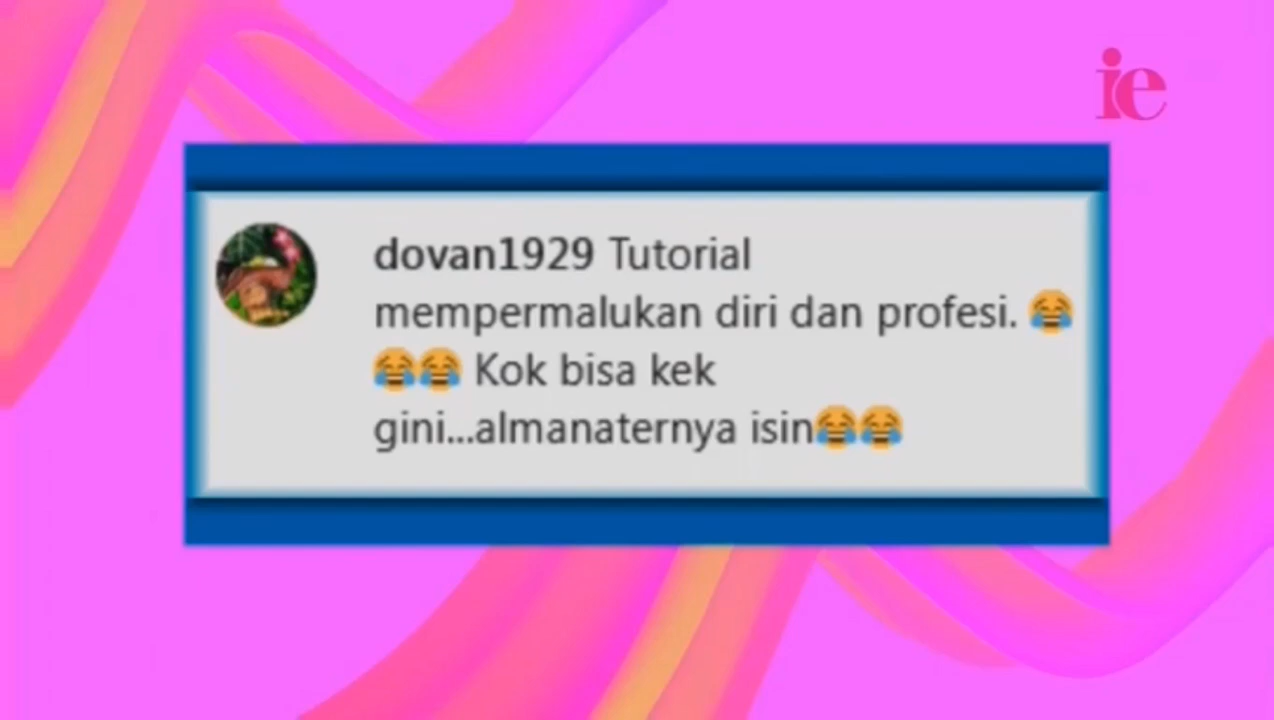 ie
dovan1929 Tutorial
mempermalukan diri dan profesi. 😂
😂😂 Kok bisa kek
gini...almanaternya isin😂😂